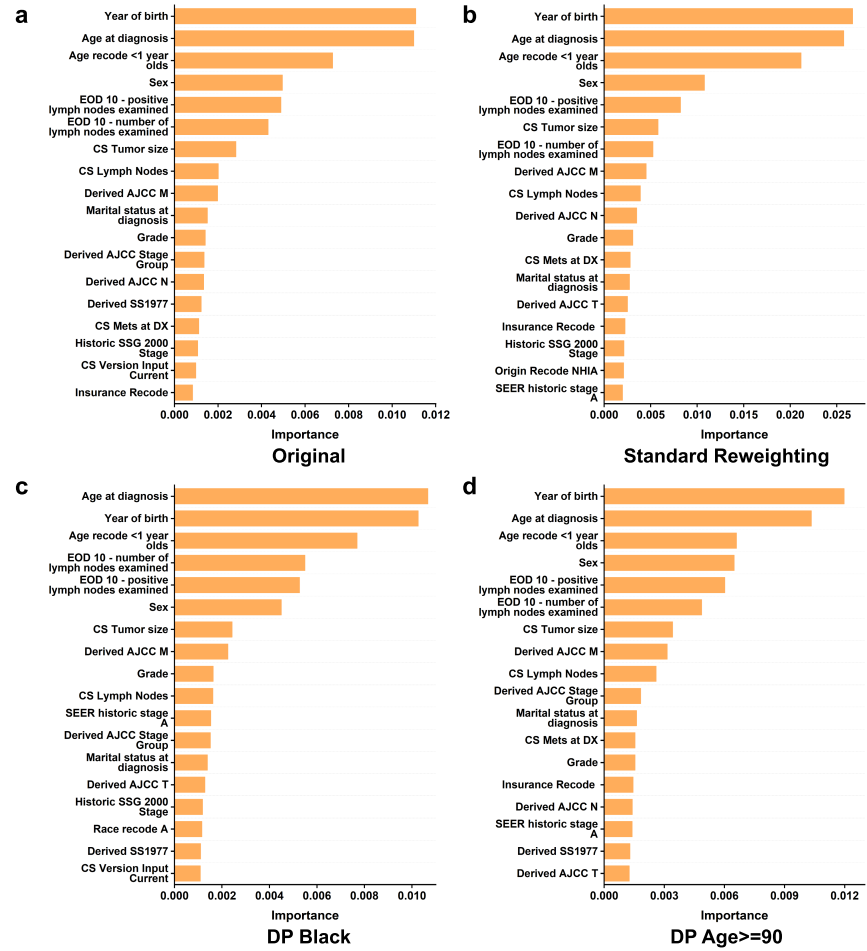 a
Year of birth
Age at diagnosis
Age recode <1 year
olds
Sex
EOD 10 - positive
lymph nodes examined
EOD 10 - number of
lymph nodes examined
CS Tumor size
CS Lymph Nodes
Derived AJCC M
Marital status at
diagnosis
Grade
Derived AJCC Stage
Group
Derived AJCC N
Derived SS1977
CS Mets at DX
Historic SSG 2000
Stage
CS Version Input
Current
Insurance Recode
0.000 0.002 0.004 0.006 0.008 0.010 0.012
Importance
Original
b
Year of birth
Age at diagnosis
Age recode <1 year
olds
Sex
EOD 10 - positive
lymph nodes examined
CS Tumor size
EOD 10 - number of
lymph nodes examined
Derived AJCC M
CS Lymph Nodes
Derived AJCC N
Grade
CS Mets at DX
Marital status at
diagnosis
Derived AJCC T
Insurance Recode
Historic SSG 2000
Stage
Origin Recode NHIA
SEER historic stage
A
0.000 0.005 0.010 0.015 0.020 0.025
Importance
Standard Reweighting
c
Age at diagnosis
Year of birth
Age recode <1 year
olds
EOD 10 - number of
lymph nodes examined
EOD 10 - positive
lymph nodes examined
Sex
CS Tumor size
Derived AJCC M
Grade
CS Lymph Nodes
SEER historic stage
A
Derived AJCC Stage
Group
Marital status at
diagnosis
Derived AJCC T
Historic SSG 2000
Stage
Race recode A
Derived SS1977
CS Version Input
Current
0.000 0.002 0.004 0.006 0.008 0.010
Importance
DP Black
d
Year of birth
Age at diagnosis
Age recode <1 year
olds
Sex
EOD 10 - positive
lymph nodes examined
EOD 10 - number of
lymph nodes examined
CS Tumor size
Derived AJCC M
CS Lymph Nodes
Derived AJCC Stage
Group
Marital status at
diagnosis
CS Mets at DX
Grade
Insurance Recode
Derived AJCC N
SEER historic stage
A
Derived SS1977
Derived AJCC T
0.000 0.003 0.006 0.009 0.012
Importance
DP Age>=90